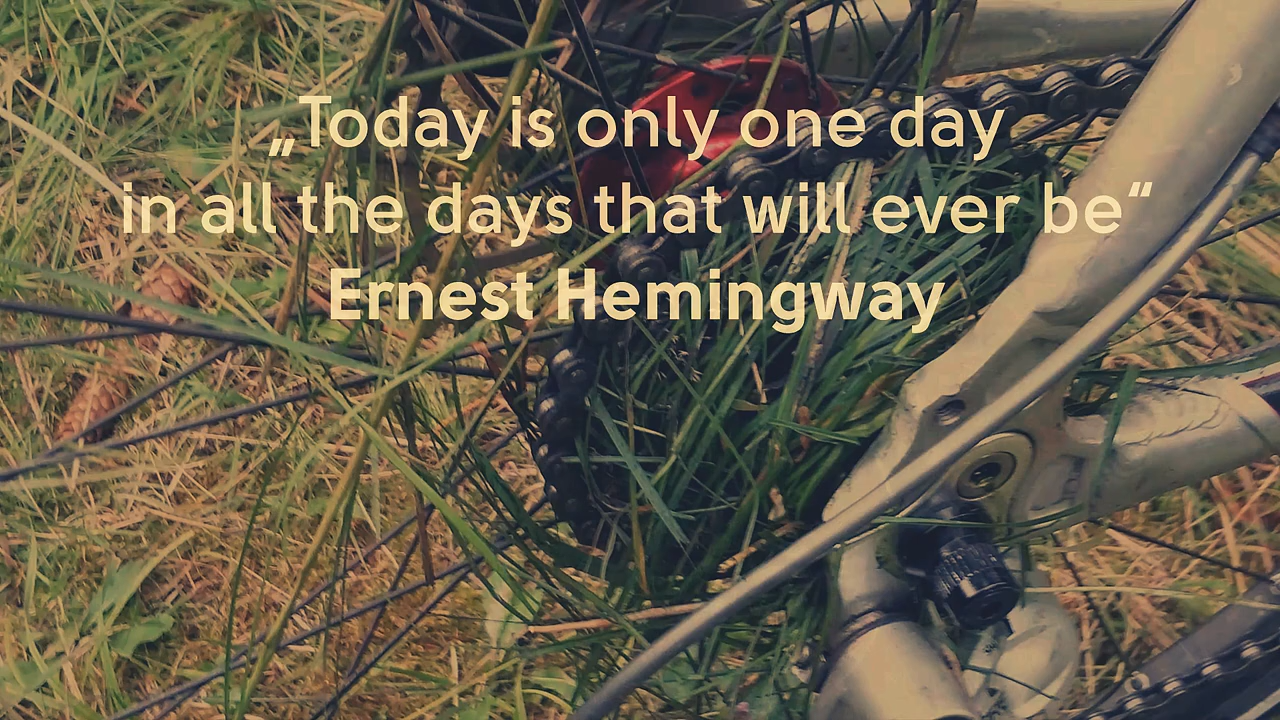 „Today is only one day
in all the days that will ever be“
Ernest Hemingway